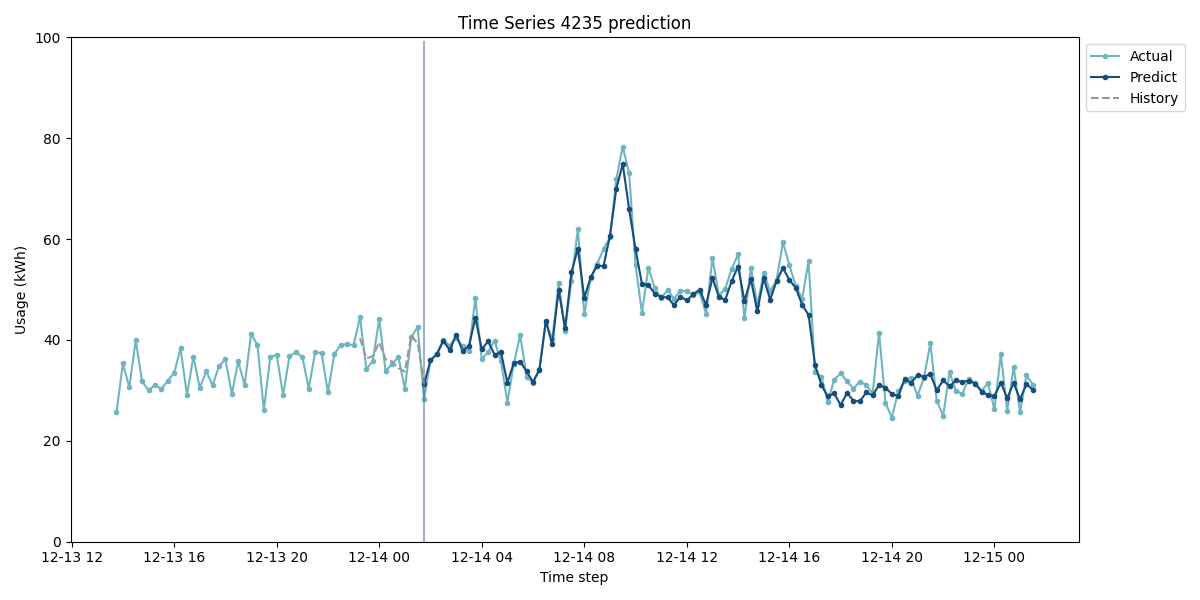 Time Series 4235 prediction
100
80
60
40
20
0
Usage (kWh)
12-13 12
12-13 16
12-13 20
12-14 00
12-14 04
12-14 08
12-14 12
12-14 16
12-14 20
12-15 00
Time step
Actual
Predict
History